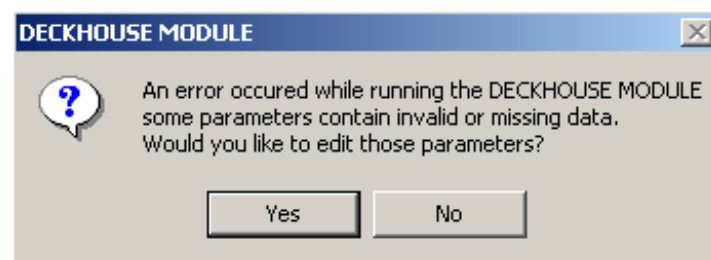 DECKHOUSE MODULE
An error occured while running the DECKHOUSE MODULE
some parameters contain invalid or missing data.
Would you like to edit those parameters?
Yes No